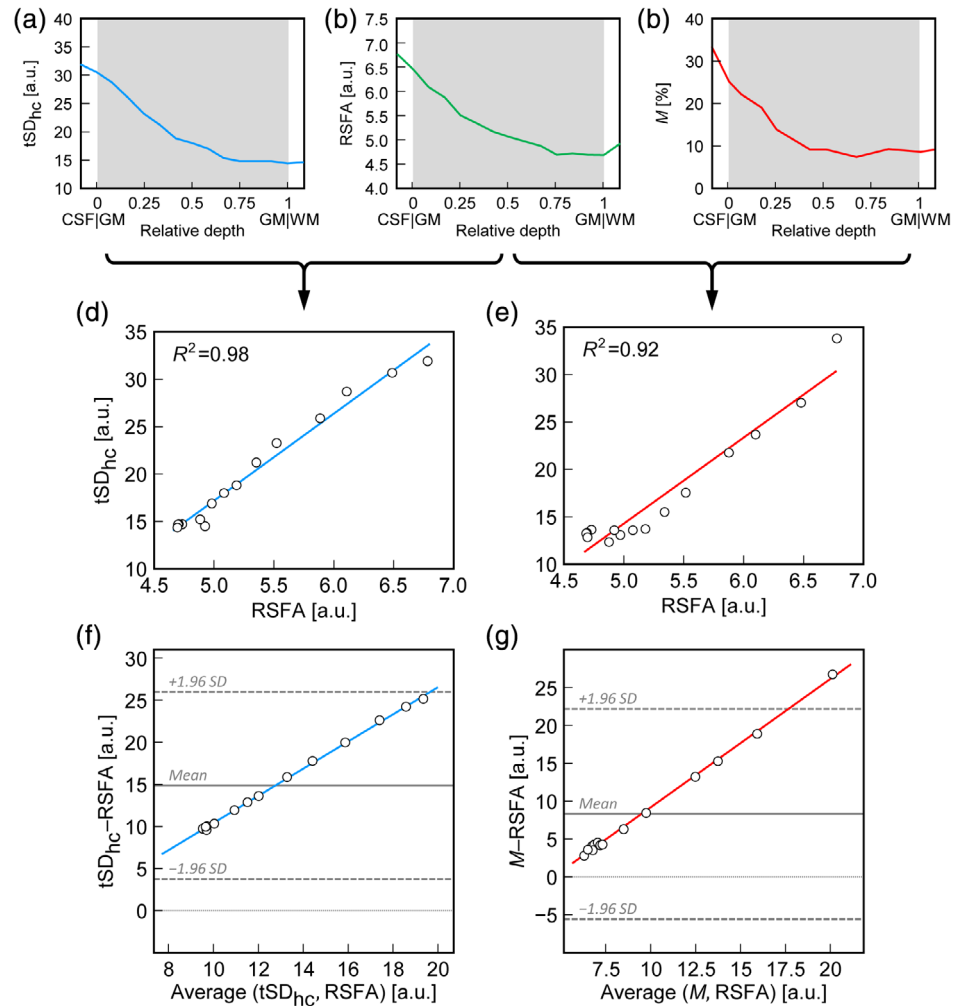 (a)
40
35
30
25
20
15
10
tSDhc [a.u.]
0 0.25 0.5 0.75 1
CSF|GM GM|WM
Relative depth
(b)
7.5
7.0
6.5
6.0
5.5
5.0
4.5
4.0
RSFA [a.u.]
0 0.25 0.5 0.75 1
CSF|GM GM|WM
Relative depth
(b)
40
30
20
10
0
M [%]
0 0.25 0.5 0.75 1
CSF|GM GM|WM
Relative depth
(d)
R²=0.98
35
30
25
20
15
10
tSDhc [a.u.]
4.5 5.0 5.5 6.0 6.5 7.0
RSFA [a.u.]
(e)
R²=0.92
35
30
25
20
15
10
4.5 5.0 5.5 6.0 6.5 7.0
RSFA [a.u.]
(f)
30
25
20
15
10
5
0
tSDhc–RSFA [a.u.]
+1.96 SD
Mean
−1.96 SD
8 10 12 14 16 18 20
Average (tSDhc, RSFA) [a.u.]
(g)
25
20
15
10
5
0
−5
M–RSFA [a.u.]
+1.96 SD
Mean
−1.96 SD
7.5 10 12.5 15 17.5 20
Average (M, RSFA) [a.u.]